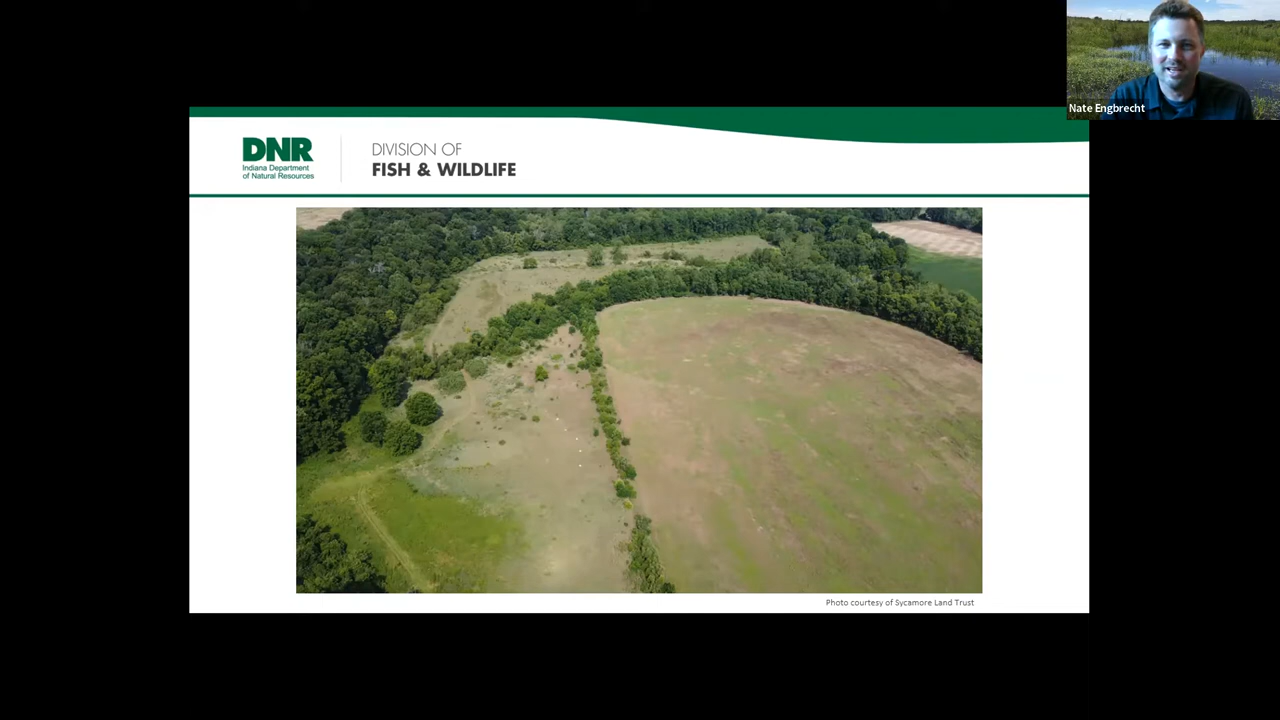 Nate Engbrecht
DNR
Indiana Department
of Natural Resources
DIVISION OF
FISH & WILDLIFE
Photo courtesy of Sycamore Land Trust